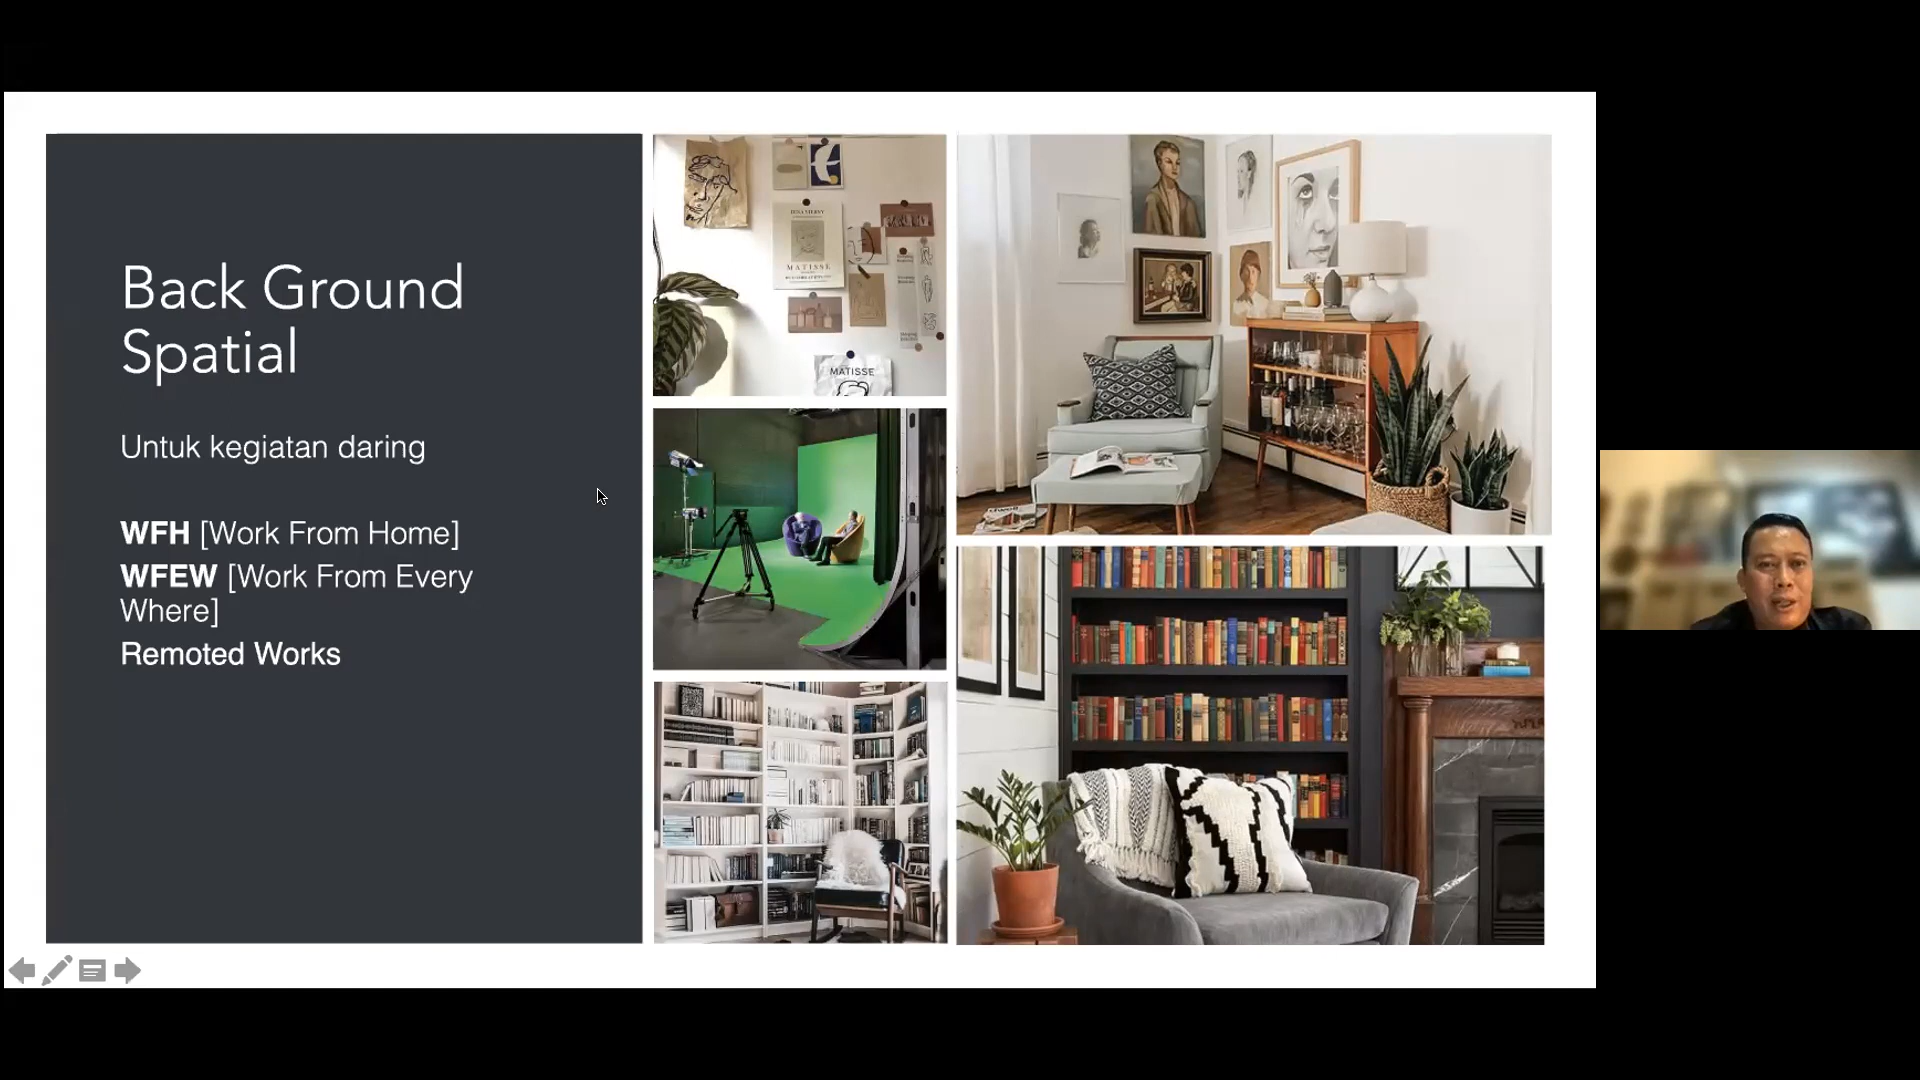 Back Ground
Spatial
Untuk kegiatan daring
WFH [Work From Home]
WFEW [Work From Every
Where]
Remoted Works
MATISSE
MATISSE